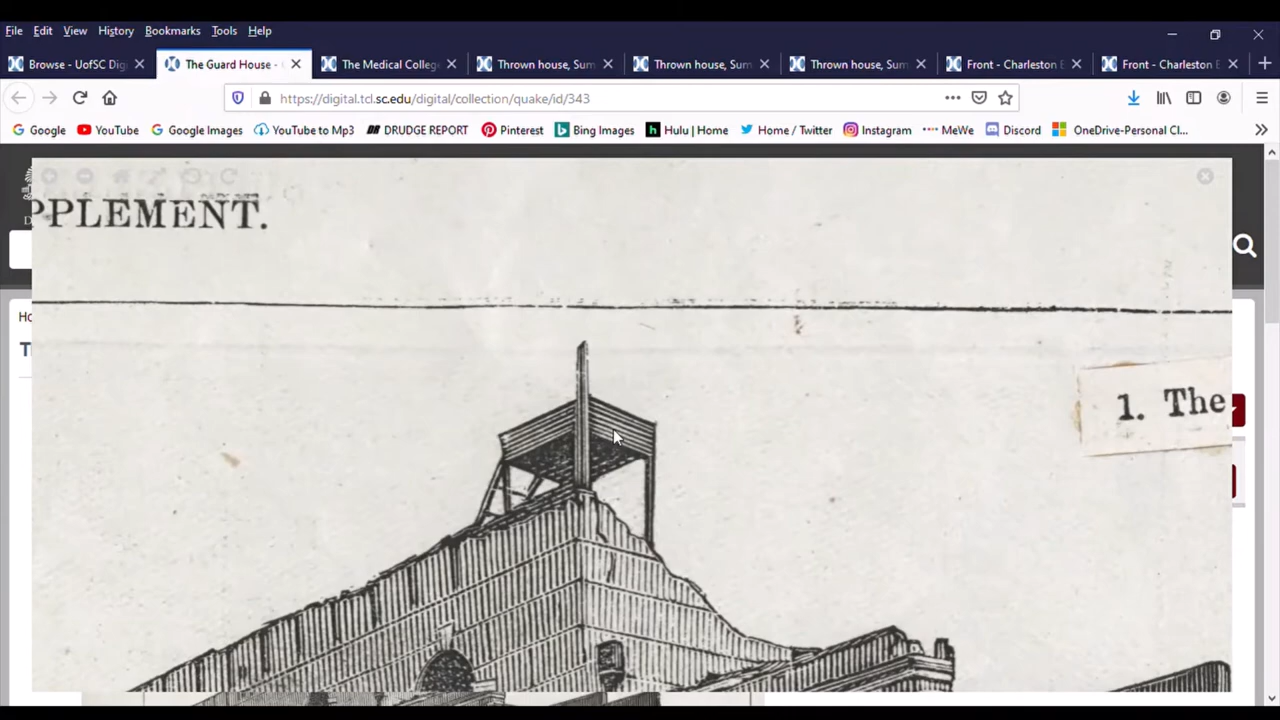 File Edit View History Bookmarks Tools Help
Browse - UofSC Dig
The Guard House -
The Medical College
Thrown house, Sum
Thrown house, Sum
Thrown house, Sum
Front - Charleston E
Front - Charleston E
https://digital.tcl.sc.edu/digital/collection/quake/id/343
Google YouTube Google Images YouTube to Mp3 DRUDGE REPORT Pinterest Bing Images Hulu | Home Home / Twitter Instagram MeWe Discord OneDrive-Personal Cl...
PPLEMENT.
Ho
T
1. The